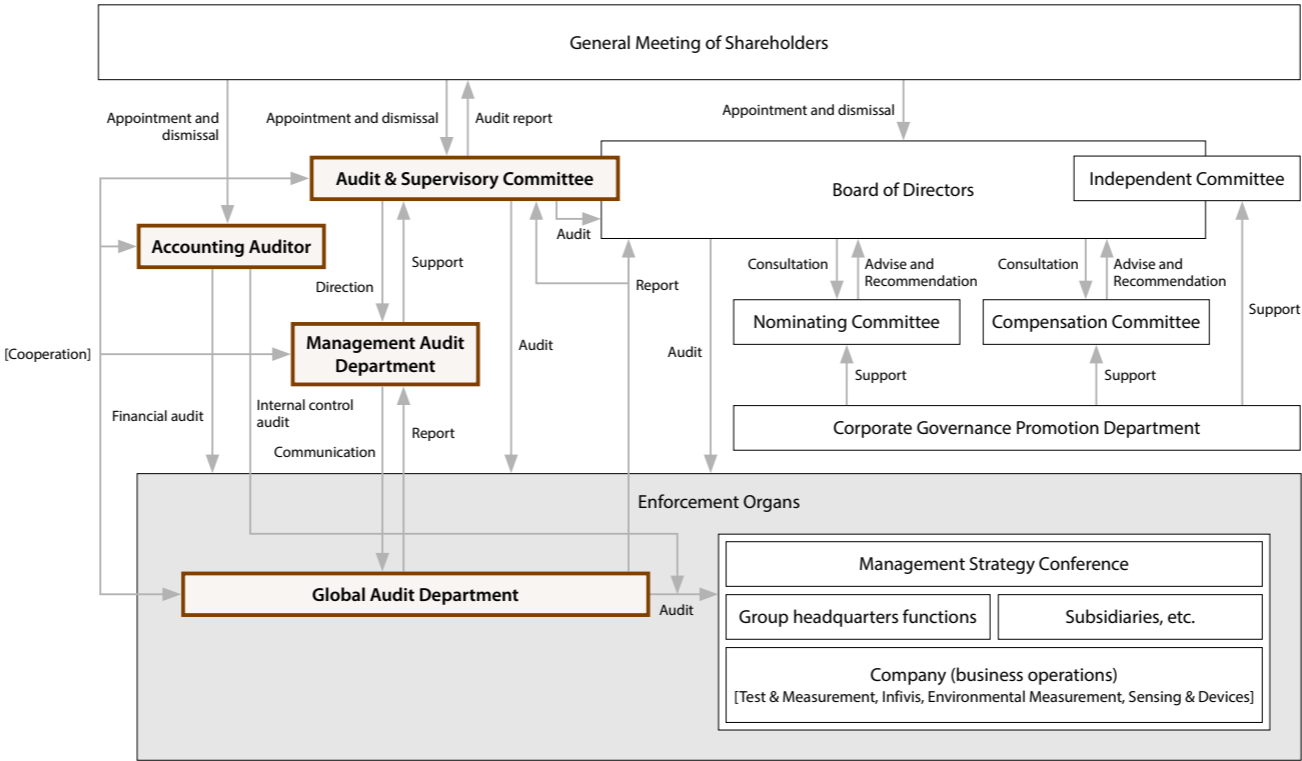 General Meeting of Shareholders
Appointment and
dismissal
Appointment and dismissal
Audit report
Appointment and dismissal
Audit & Supervisory Committee
Board of Directors
Independent Committee
Accounting Auditor
Audit
Support
Direction
Report
Consultation
Advise and
Recommendation
Consultation
Advise and
Recommendation
Support
Nominating Committee
Compensation Committee
Management Audit
Department
[Cooperation]
Audit
Audit
Support
Support
Financial audit
Internal control
audit
Communication
Report
Corporate Governance Promotion Department
Enforcement Organs
Management Strategy Conference
Global Audit Department
Audit
Group headquarters functions
Subsidiaries, etc.
Company (business operations)
[Test & Measurement, Infivis, Environmental Measurement, Sensing & Devices]